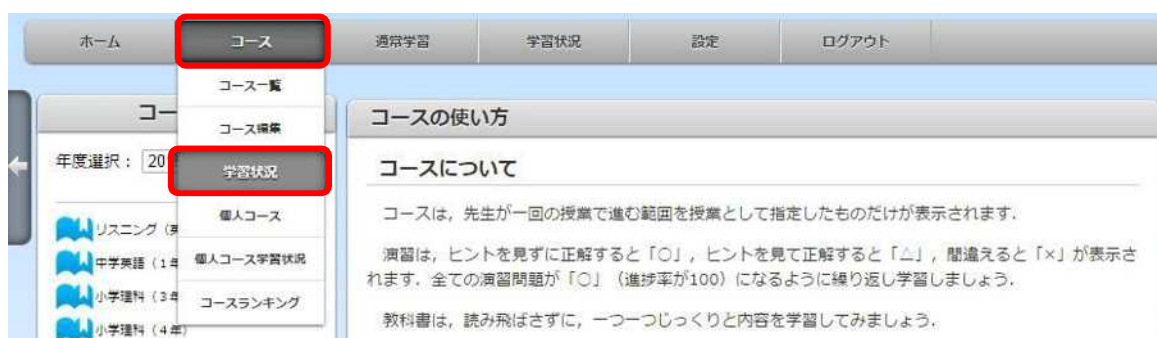 ホーム
コース
通常学習
学習状況
設定
ログアウト
コース一覧
コース編集
学習状況
個人コース
個人コース学習状況
コースランキング
コー
年度選択： 20
リスニング（英
中学英語（1年
小学理科（3年
小学理科（4年）
コースの使い方
コースについて
コースは，先生が一回の授業で進む範囲を授業として指定したものだけが表示されます．
演習は，ヒントを見ずに正解すると「○」，ヒントを見て正解すると「△」，間違えると「×」が表示さ
れます．全ての演習問題が「○」（進捗率が100）になるように繰り返し学習しましょう．
教科書は，読み飛ばさずに，一つ一つじっくりと内容を学習してみましょう．